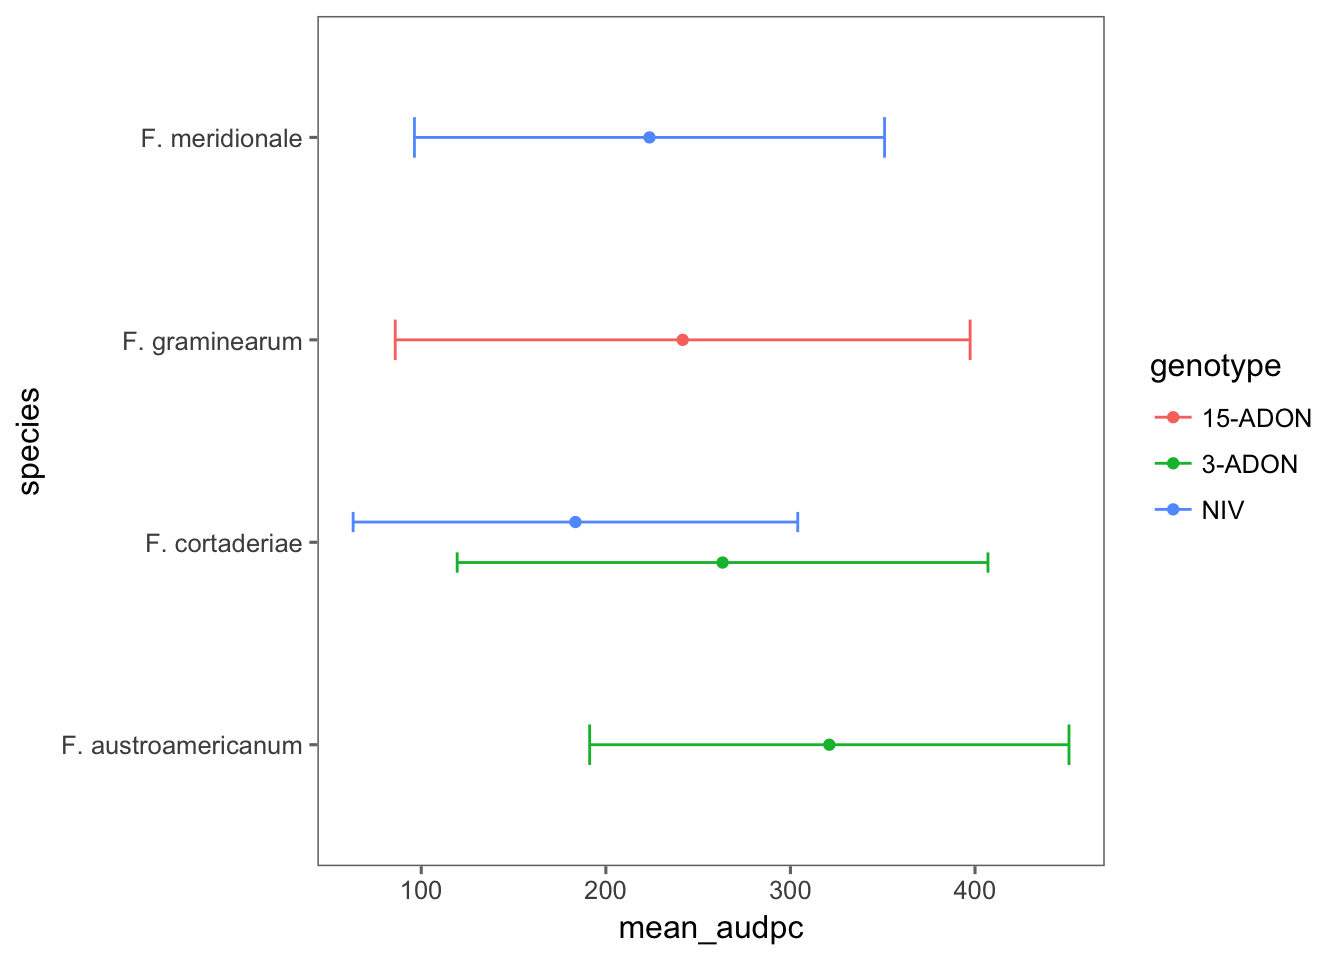 F. meridionale
F. graminearum
F. cortaderiae
F. austroamericanum
species
100 200 300 400
mean_audpc
genotype
15-ADON
3-ADON
NIV